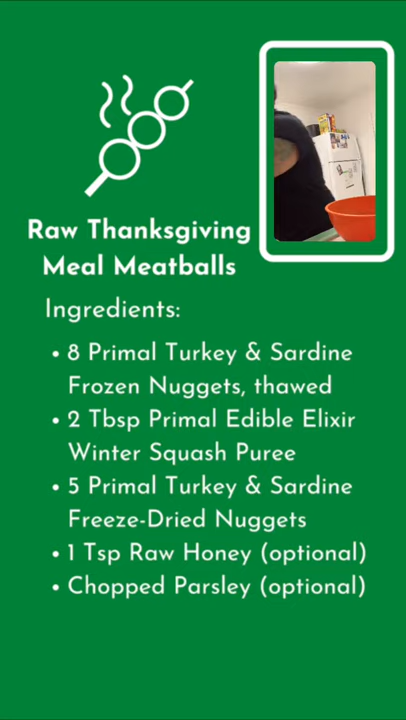 Raw Thanksgiving
Meal Meatballs
Ingredients:
• 8 Primal Turkey & Sardine
Frozen Nuggets, thawed
• 2 Tbsp Primal Edible Elixir
Winter Squash Puree
• 5 Primal Turkey & Sardine
Freeze-Dried Nuggets
• 1 Tsp Raw Honey (optional)
• Chopped Parsley (optional)